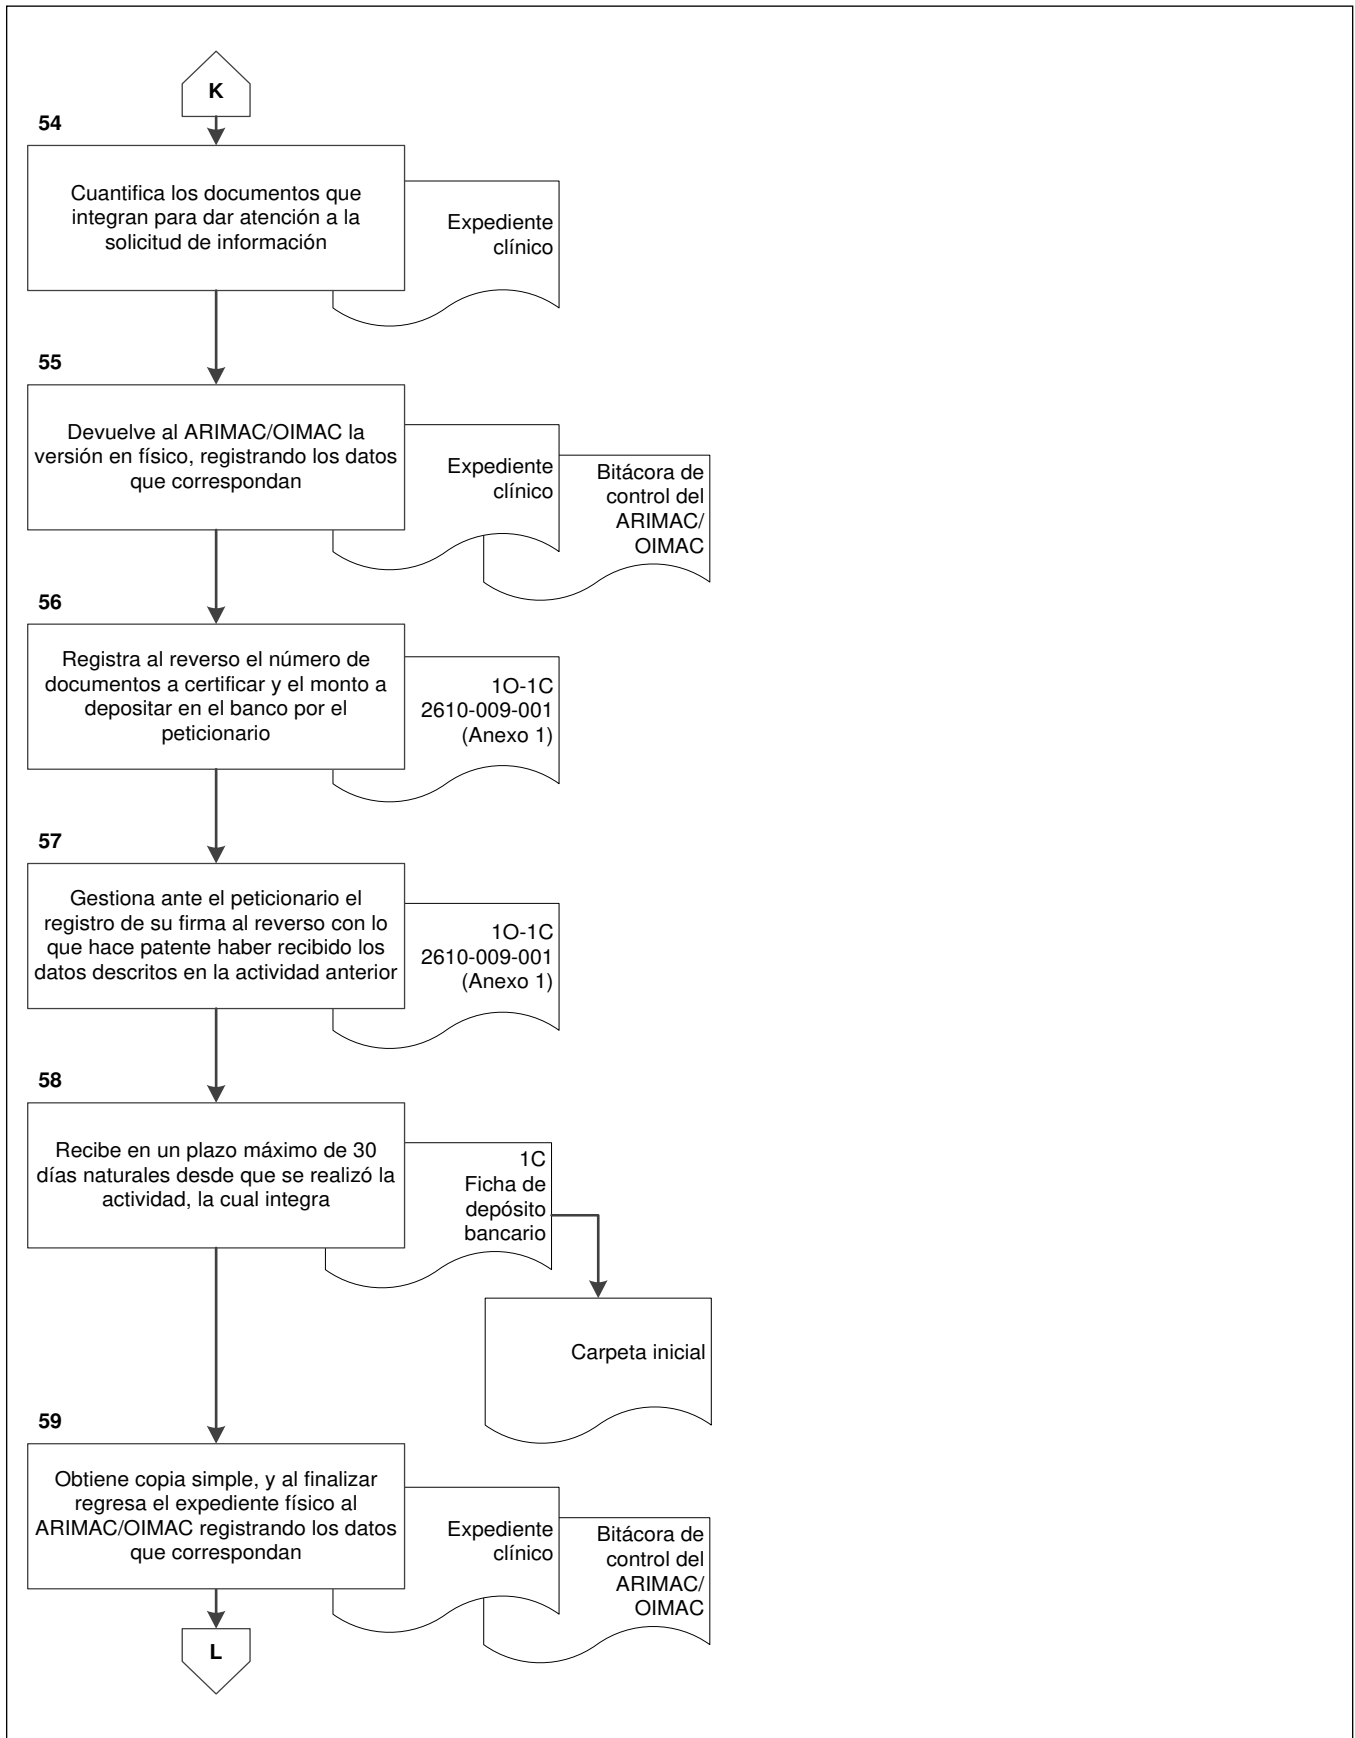 K
54
Cuantifica los documentos que
integran para dar atención a la
solicitud de información
Expediente
clínico
55
Devuelve al ARIMAC/OIMAC la
versión en físico, registrando los datos
que correspondan
Expediente
clínico
Bitácora de
control del
ARIMAC/
OIMAC
56
Registra al reverso el número de
documentos a certificar y el monto a
depositar en el banco por el
peticionario
1O-1C
2610-009-001
(Anexo 1)
57
Gestiona ante el peticionario el
registro de su firma al reverso con lo
que hace patente haber recibido los
datos descritos en la actividad anterior
1O-1C
2610-009-001
(Anexo 1)
58
Recibe en un plazo máximo de 30
días naturales desde que se realizó la
actividad, la cual integra
1C
Ficha de
depósito
bancario
Carpeta inicial
59
Obtiene copia simple, y al finalizar
regresa el expediente físico al
ARIMAC/OIMAC registrando los datos
que correspondan
Expediente
clínico
Bitácora de
control del
ARIMAC/
OIMAC
L